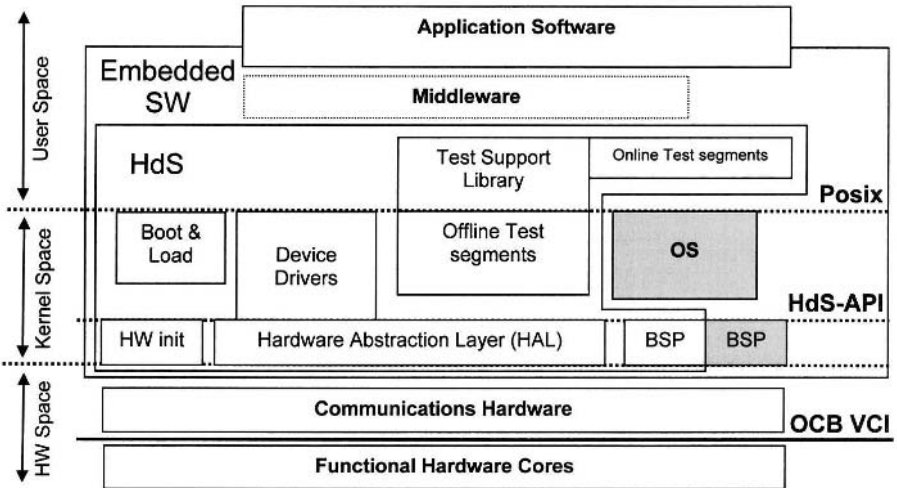 Application Software
Embedded
SW
Middleware
User Space
HdS
Test Support
Library
Online Test segments
Posix
Boot &
Load
Device
Drivers
Offline Test
segments
OS
Kernel Space
HdS-API
HW init
Hardware Abstraction Layer (HAL)
BSP
BSP
HW Space
Communications Hardware
OCB VCI
Functional Hardware Cores